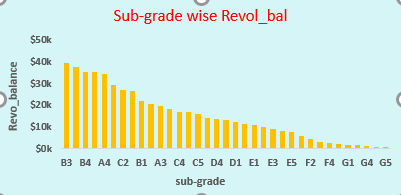 Sub-grade wise Revol_bal
$50k
$40k
$30k
$20k
$10k
$0k
Revo_balance
B3 B4 A4 C2 B1 A3 C4 C5 D4 D1 E1 E3 E5 F2 F4 G1 G4 G5
sub-grade